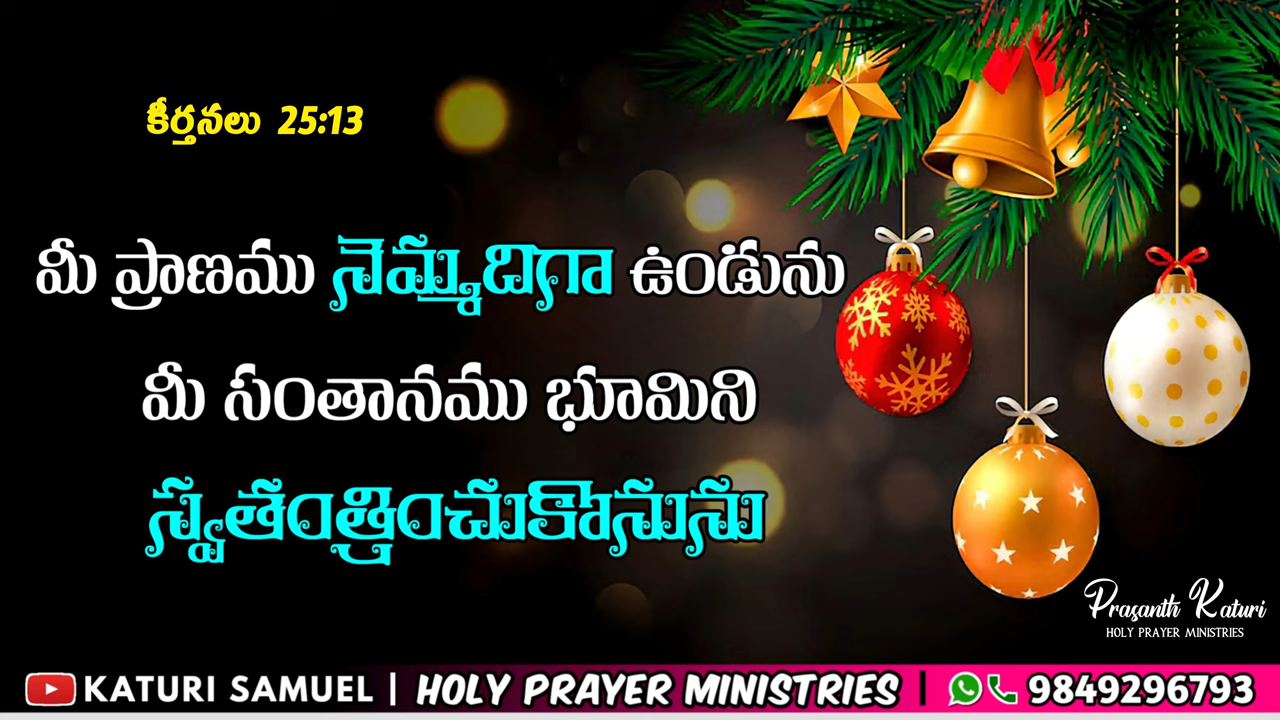 కీర్తనలు 25:13
మీ ప్రాణము నెమ్మదిగా ఉండును
మీ సంతానము భూమిని
స్వతంత్రించుకొనును
Prasanth Katuri
HOLY PRAYER MINISTRIES
KATURI SAMUEL | HOLY PRAYER MINISTRIES | 9849296793